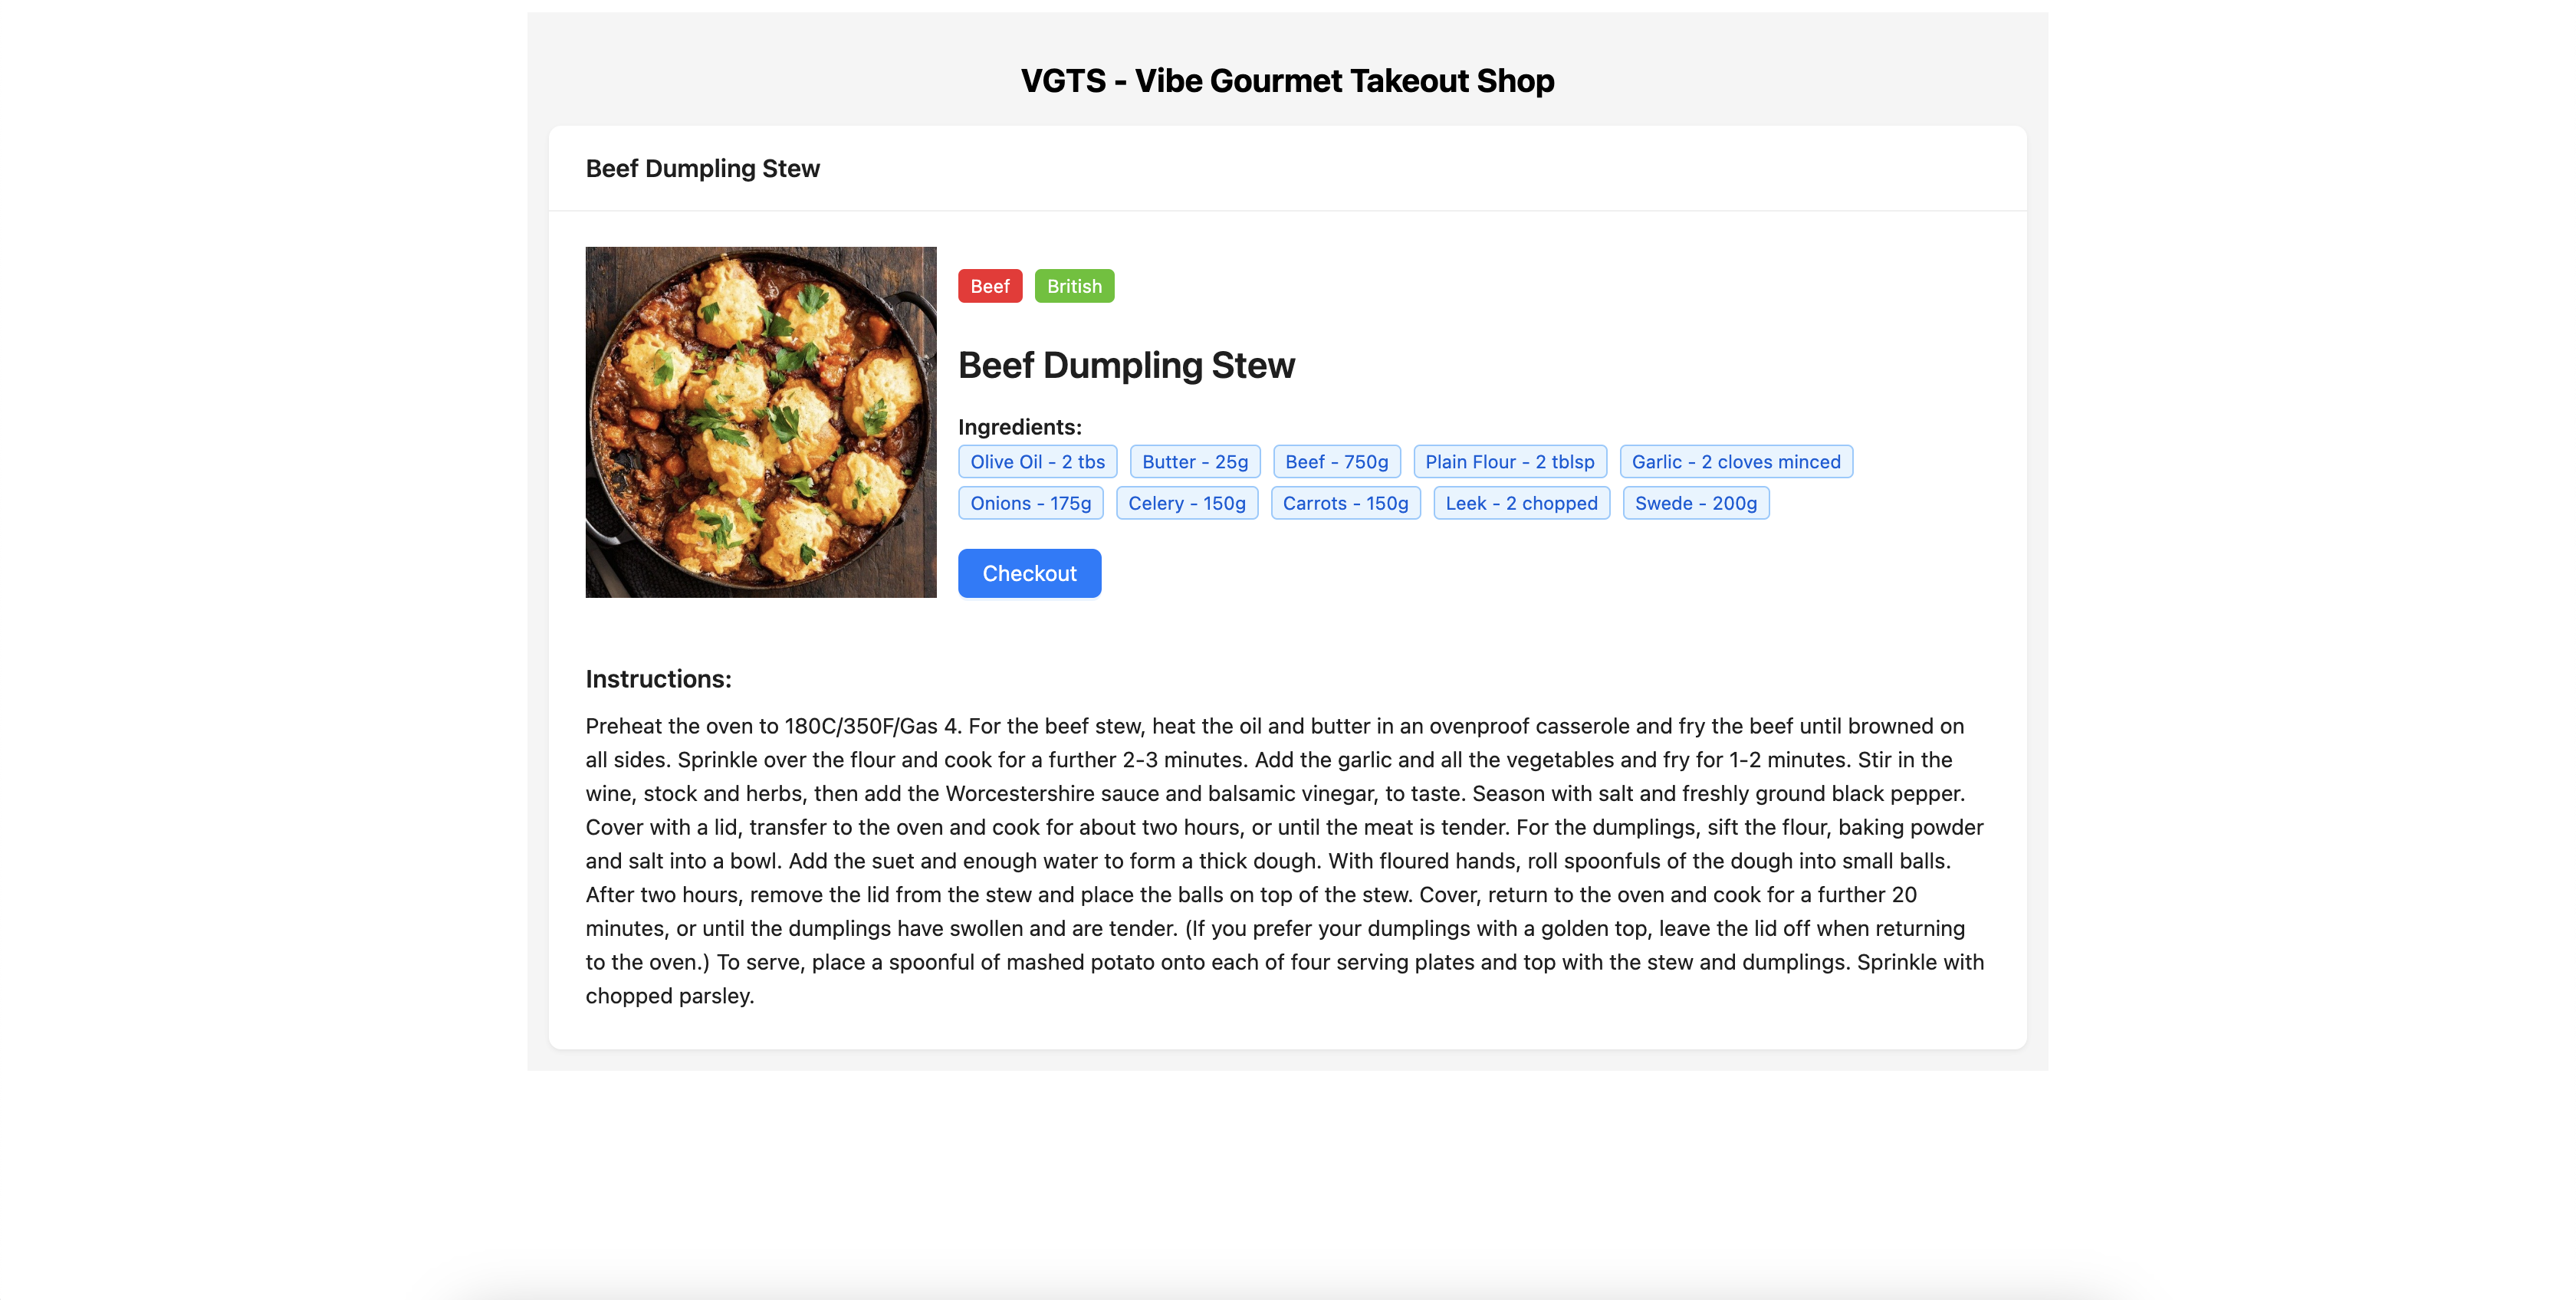 VGTS - Vibe Gourmet Takeout Shop
Beef Dumpling Stew
Beef British
Beef Dumpling Stew
Ingredients:
Olive Oil - 2 tbs Butter - 25g Beef - 750g Plain Flour - 2 tblsp Garlic - 2 cloves minced
Onions - 175g Celery - 150g Carrots - 150g Leek - 2 chopped Swede - 200g
Checkout
Instructions:
Preheat the oven to 180C/350F/Gas 4. For the beef stew, heat the oil and butter in an ovenproof casserole and fry the beef until browned on
all sides. Sprinkle over the flour and cook for a further 2-3 minutes. Add the garlic and all the vegetables and fry for 1-2 minutes. Stir in the
wine, stock and herbs, then add the Worcestershire sauce and balsamic vinegar, to taste. Season with salt and freshly ground black pepper.
Cover with a lid, transfer to the oven and cook for about two hours, or until the meat is tender. For the dumplings, sift the flour, baking powder
and salt into a bowl. Add the suet and enough water to form a thick dough. With floured hands, roll spoonfuls of the dough into small balls.
After two hours, remove the lid from the stew and place the balls on top of the stew. Cover, return to the oven and cook for a further 20
minutes, or until the dumplings have swollen and are tender. (If you prefer your dumplings with a golden top, leave the lid off when returning
to the oven.) To serve, place a spoonful of mashed potato onto each of four serving plates and top with the stew and dumplings. Sprinkle with
chopped parsley.